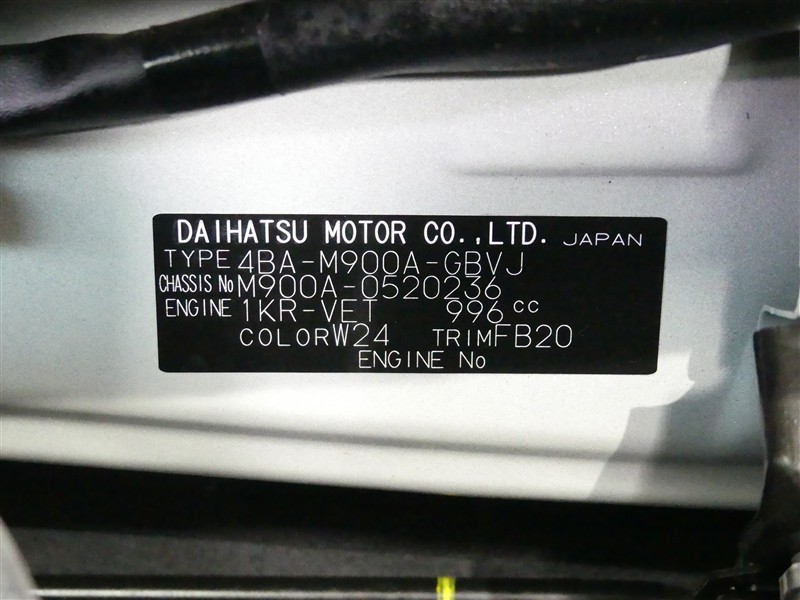 DAIHATSU MOTOR CO.,LTD. JAPAN
TYPE 4BA-M900A-GBVJ
CHASSIS No M900A-0520236
ENGINE 1KR-VET 996 cc
COLOR W24 TRIM FB20
ENGINE No